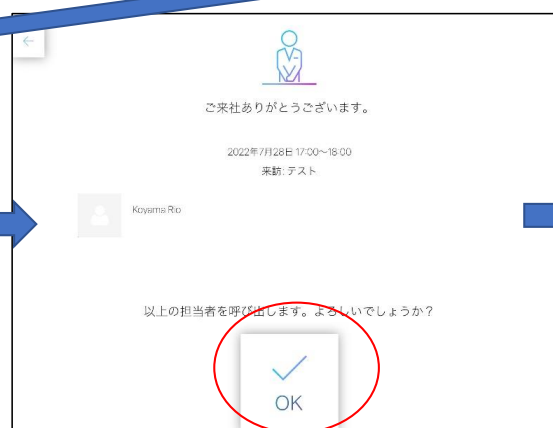 ご来社ありがとうございます。
2022年7月28日 17:00～18:00
来訪: テスト
Koyama Rio
以上の担当者を呼び出します。よろしいでしょうか？
OK